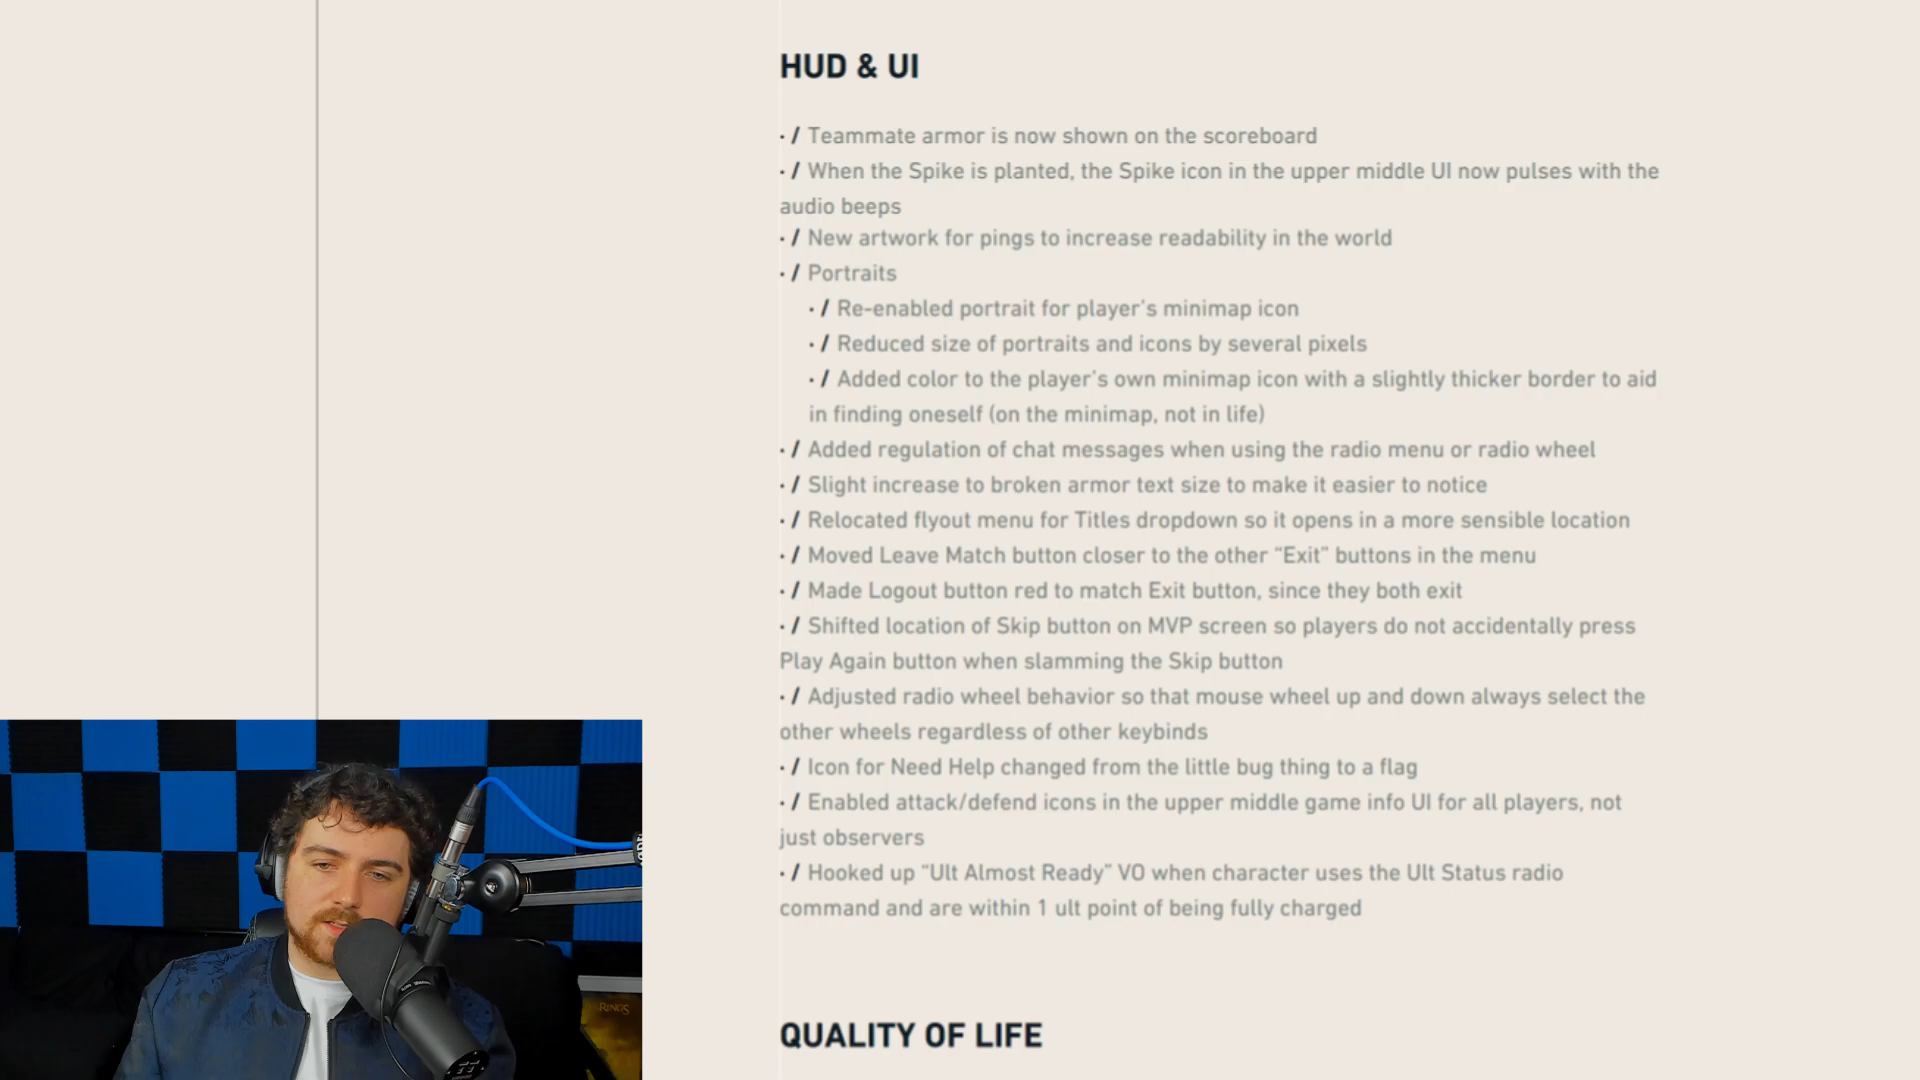 HUD & UI
· / Teammate armor is now shown on the scoreboard
· / When the Spike is planted, the Spike icon in the upper middle UI now pulses with the
audio beeps
· / New artwork for pings to increase readability in the world
· / Portraits
· / Re-enabled portrait for player's minimap icon
· / Reduced size of portraits and icons by several pixels
· / Added color to the player's own minimap icon with a slightly thicker border to aid
in finding oneself (on the minimap, not in life)
· / Added regulation of chat messages when using the radio menu or radio wheel
· / Slight increase to broken armor text size to make it easier to notice
· / Relocated flyout menu for Titles dropdown so it opens in a more sensible location
· / Moved Leave Match button closer to the other “Exit” buttons in the menu
· / Made Logout button red to match Exit button, since they both exit
· / Shifted location of Skip button on MVP screen so players do not accidentally press
Play Again button when slamming the Skip button
· / Adjusted radio wheel behavior so that mouse wheel up and down always select the
other wheels regardless of other keybinds
· / Icon for Need Help changed from the little bug thing to a flag
· / Enabled attack/defend icons in the upper middle game info UI for all players, not
just observers
· / Hooked up “Ult Almost Ready” VO when character uses the Ult Status radio
command and are within 1 ult point of being fully charged
RINGS
QUALITY OF LIFE